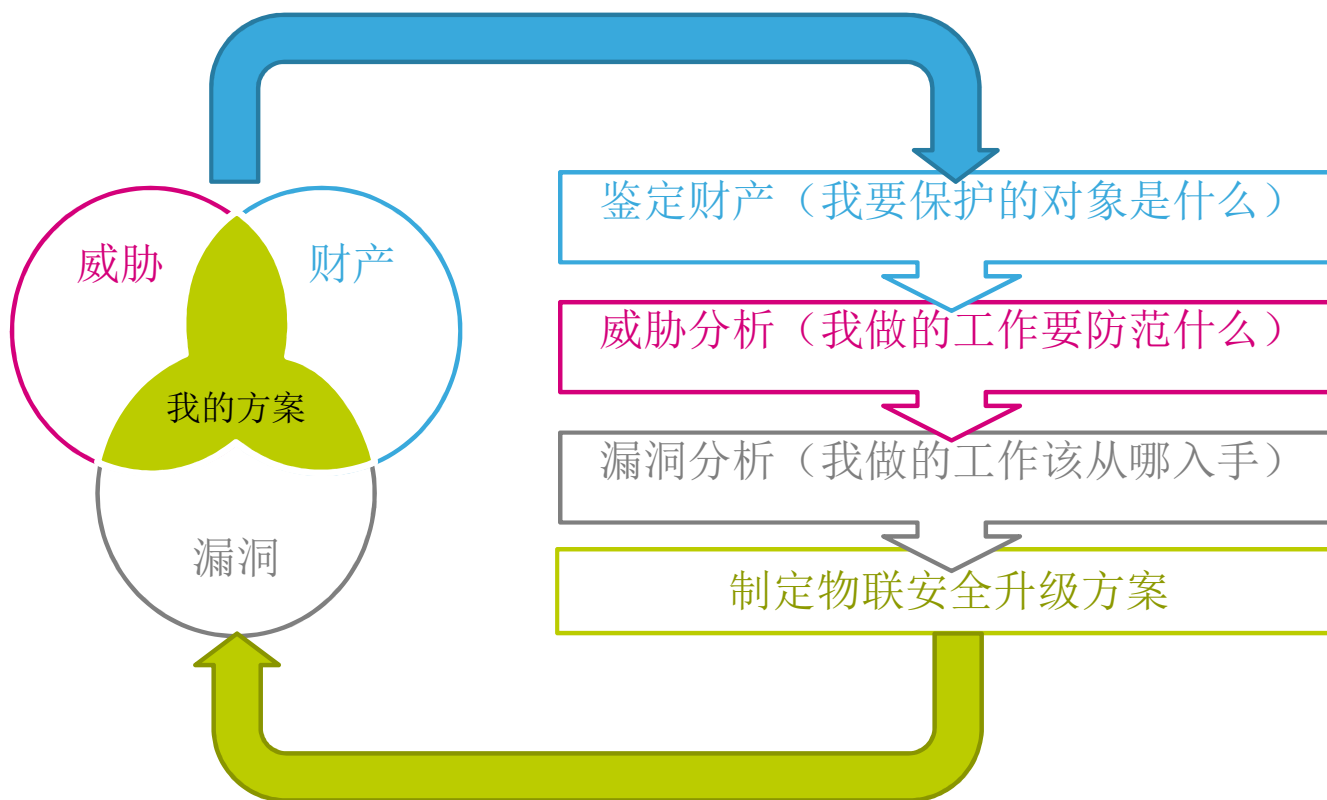 威胁
财产
我的方案
漏洞
鉴定财产（我要保护的对象是什么）
威胁分析（我做的工作要防范什么）
漏洞分析（我做的工作该从哪入手）
制定物联安全升级方案